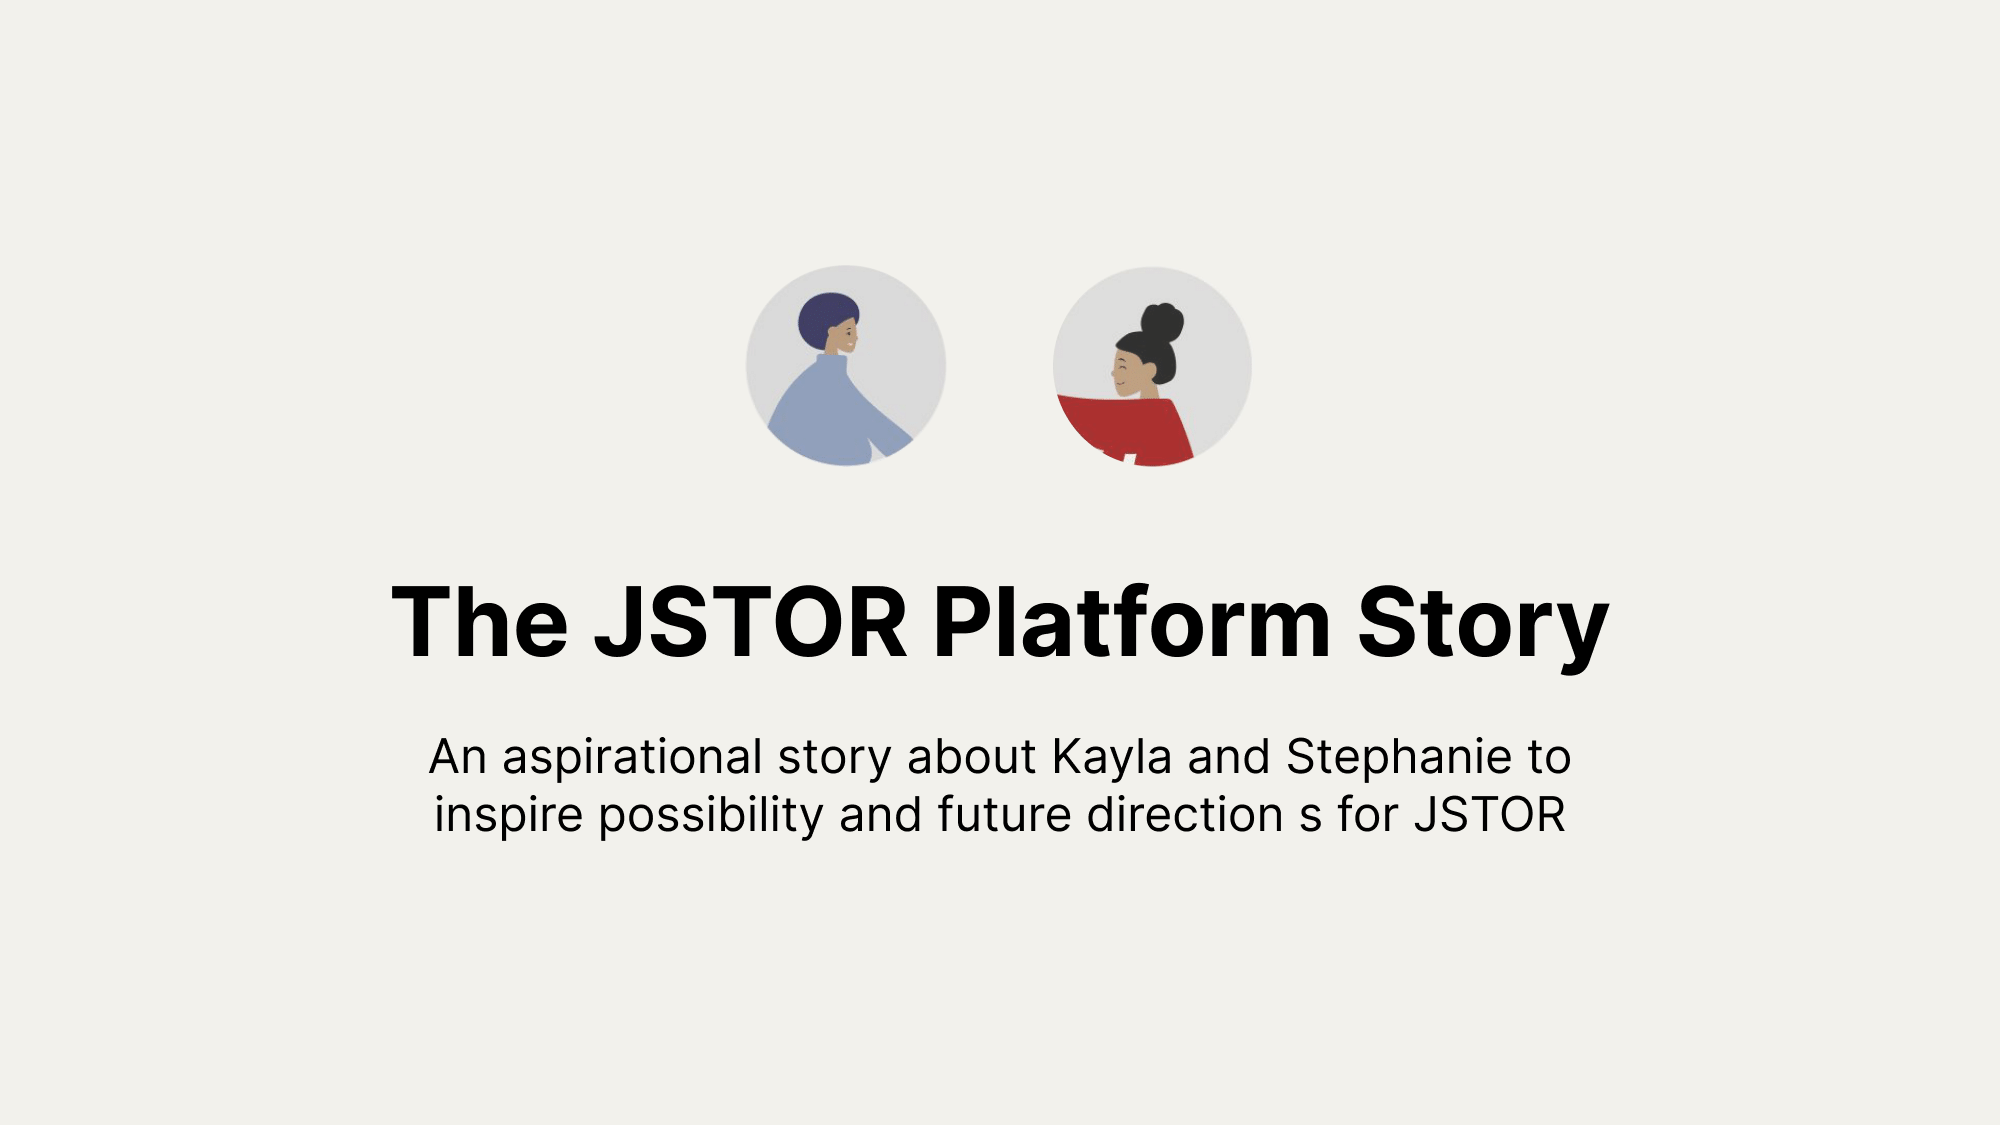 The JSTOR Platform Story
An aspirational story about Kayla and Stephanie to
inspire possibility and future direction s for JSTOR